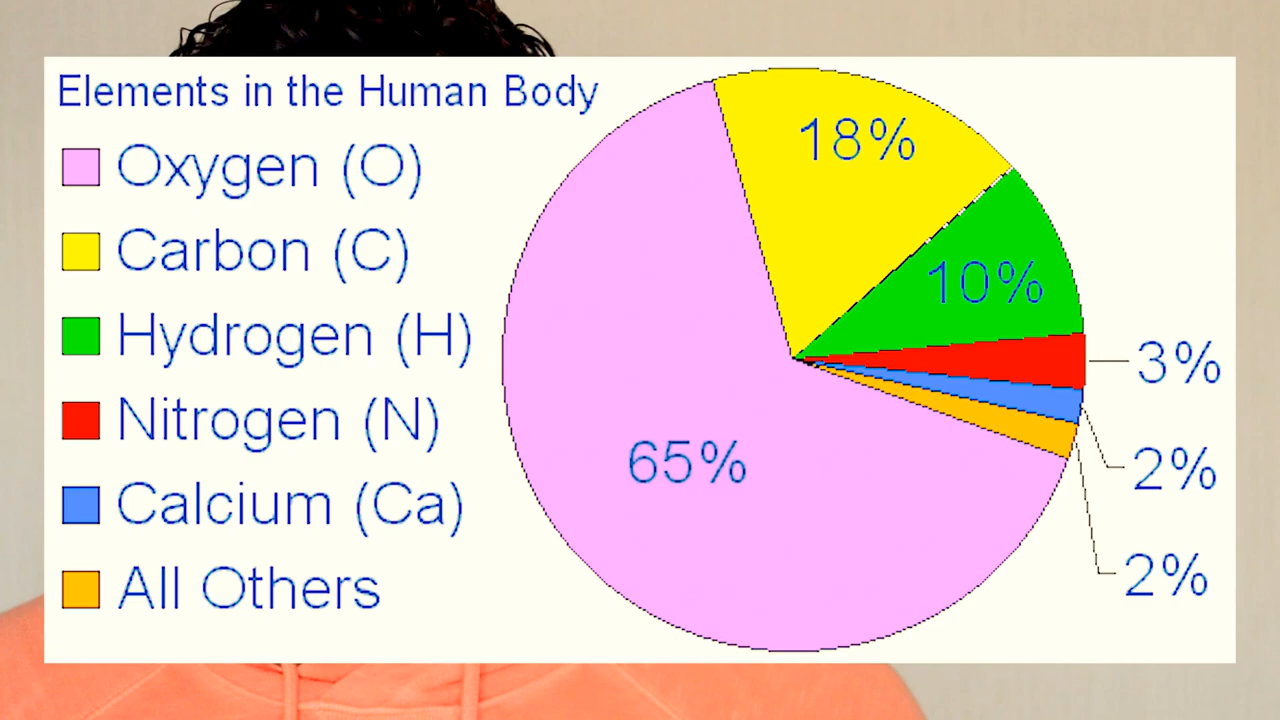 Elements in the Human Body
Oxygen (O)
Carbon (C)
Hydrogen (H)
Nitrogen (N)
Calcium (Ca)
All Others
18%
10%
3%
65%
2%
2%